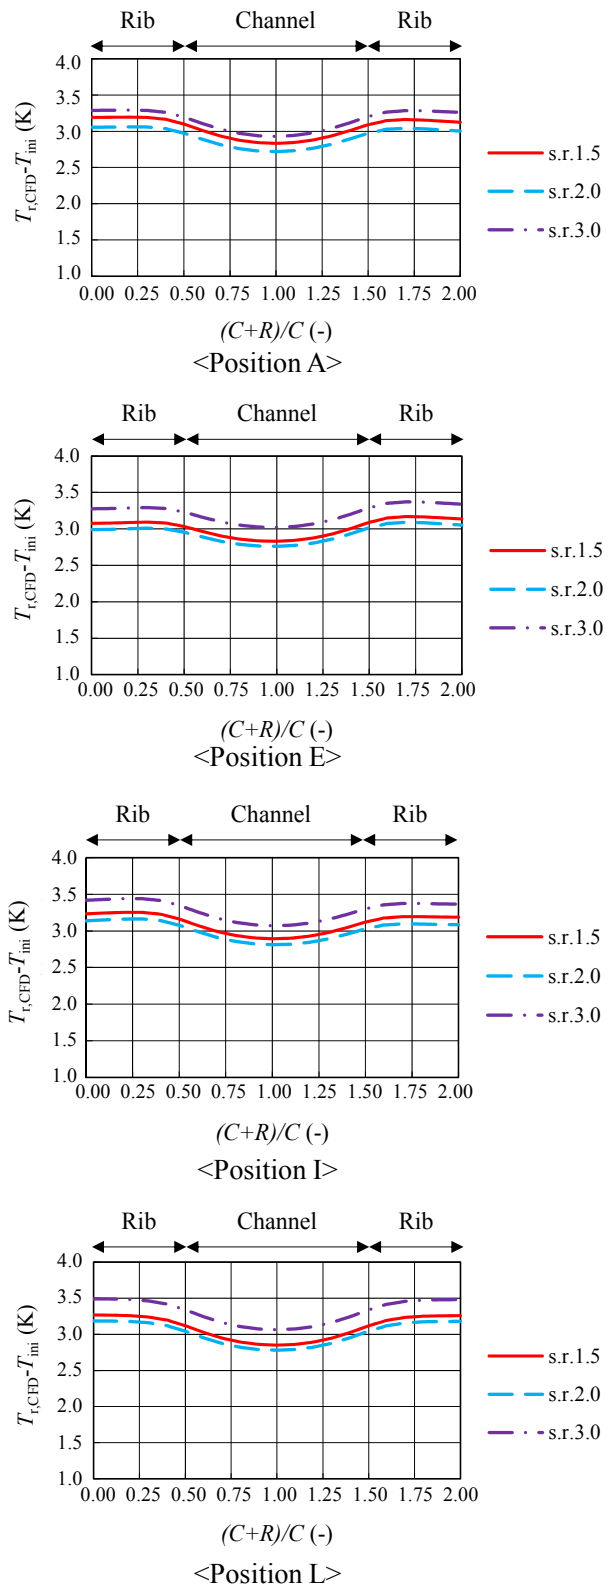 Rib Channel Rib
4.0
3.5
3.0
2.5
2.0
1.5
1.0
T_r,CFD-T_ini (K)
s.r.1.5
s.r.2.0
s.r.3.0
0.00 0.25 0.50 0.75 1.00 1.25 1.50 1.75 2.00
(C+R)/C (-)
<Position A>
Rib Channel Rib
4.0
3.5
3.0
2.5
2.0
1.5
1.0
T_r,CFD-T_ini (K)
s.r.1.5
s.r.2.0
s.r.3.0
0.00 0.25 0.50 0.75 1.00 1.25 1.50 1.75 2.00
(C+R)/C (-)
<Position E>
Rib Channel Rib
4.0
3.5
3.0
2.5
2.0
1.5
1.0
T_r,CFD-T_ini (K)
s.r.1.5
s.r.2.0
s.r.3.0
0.00 0.25 0.50 0.75 1.00 1.25 1.50 1.75 2.00
(C+R)/C (-)
<Position I>
Rib Channel Rib
4.0
3.5
3.0
2.5
2.0
1.5
1.0
T_r,CFD-T_ini (K)
s.r.1.5
s.r.2.0
s.r.3.0
0.00 0.25 0.50 0.75 1.00 1.25 1.50 1.75 2.00
(C+R)/C (-)
<Position L>